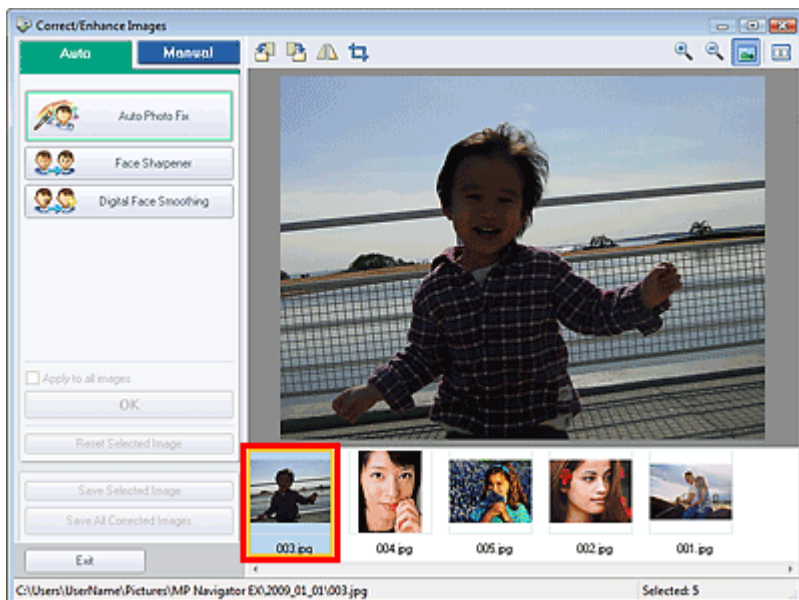 Correct/Enhance Images
Auto
Manual
Auto Photo Fix
Face Sharpener
Digital Face Smoothing
Apply to all images
OK
Reset Selected Image
Save Selected Image
Save All Corrected Images
Exit
003.jpg
004.jpg
005.jpg
002.jpg
001.jpg
C:\Users\UserName\Pictures\MP Navigator EX\2009_01_01\003.jpg
Selected: 5